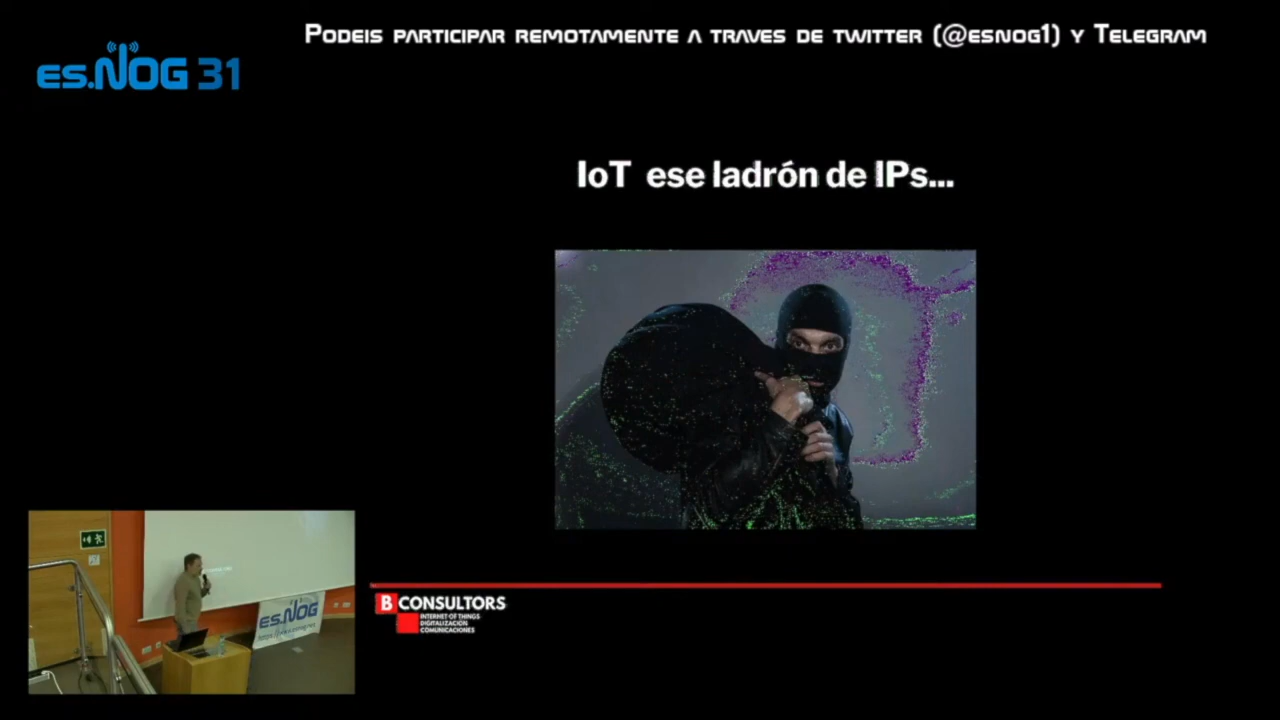 Podeis participar remotamente a traves de twitter (@esnog1) y Telegram
es.NOG 31
IoT ese ladrón de IPs...
B CONSULTORS
INTERNET OF THINGS
DIGITALIZACIÓN
COMUNICACIONES
es.NOG